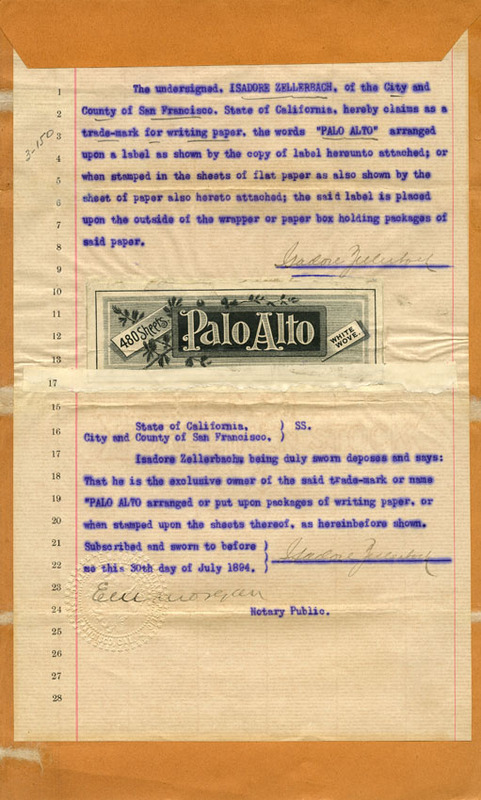 3-150
1 The undersigned, ISADORE ZELLERBACH, of the City and
2 County of San Francisco, State of California, hereby claims as a
3 trade-mark for writing paper, the words "PALO ALTO" arranged
4 upon a label as shown by the copy of label hereunto attached; or
5 when stamped in the sheets of flat paper as also shown by the
6 sheet of paper also hereto attached; the said label is placed
7 upon the outside of the wrapper or paper box holding packages of
8 said paper.
Isadore Zellerbach
9
10
480 Sheets
11
Palo Alto
WHITE WOVE.
12
13
17
15
State of California, ) SS.
16 City and County of San Francisco. )
17 Isadore Zellerbach; being duly sworn deposes and says:
18 That he is the exclusive owner of the said trade-mark or name
19 "PALO ALTO arranged or put upon packages of writing paper, or
20 when stamped upon the sheets thereof, as hereinbefore shown.
21 Subscribed and sworn to before )
Isadore Zellerbach
22 me this 30th day of July 1894. )
23 Morgan
24 Notary Public.
25
26
27
28